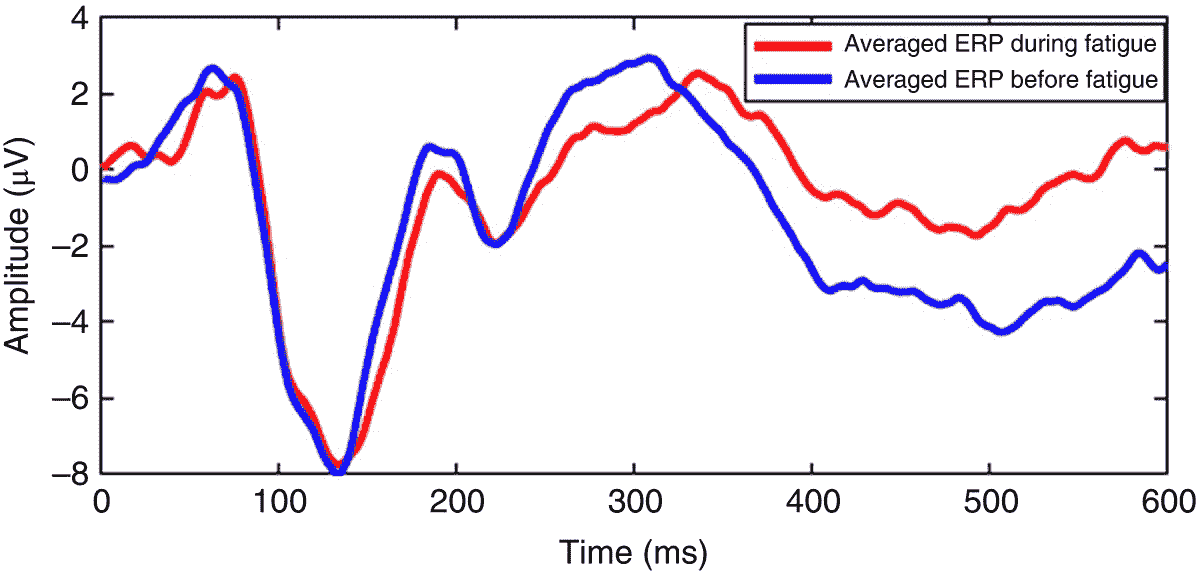 4
2
0
−2
−4
−6
−8
Amplitude (μV)
Averaged ERP during fatigue
Averaged ERP before fatigue
0 100 200 300 400 500 600
Time (ms)